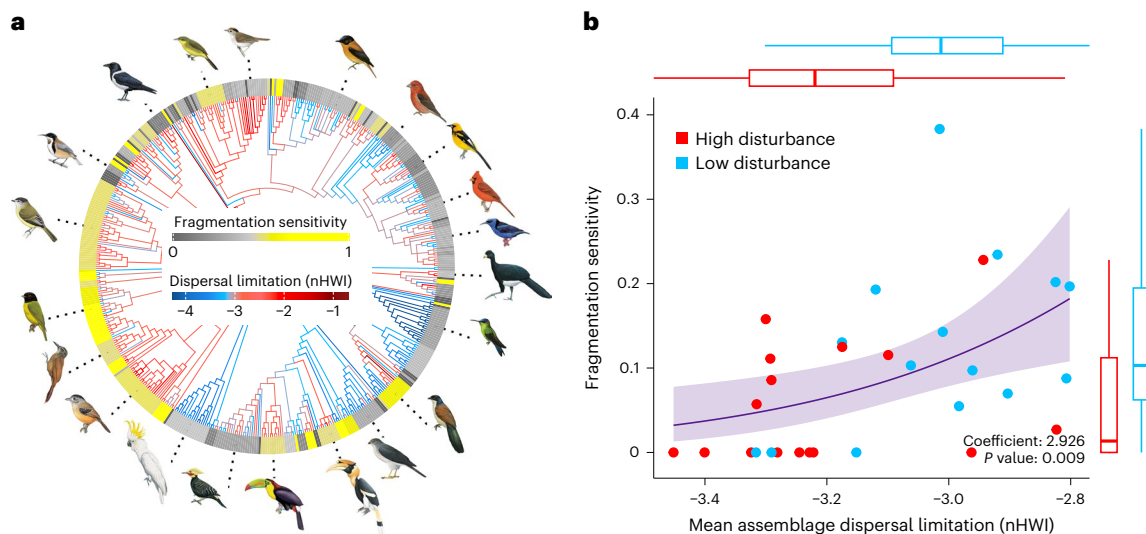 a
Fragmentation sensitivity
0 1
Dispersal limitation (nHWI)
−4 −3 −2 −1
b
Fragmentation sensitivity
0.4
0.3
0.2
0.1
0
High disturbance
Low disturbance
Coefficient: 2.926
P value: 0.009
−3.4 −3.2 −3.0 −2.8
Mean assemblage dispersal limitation (nHWI)